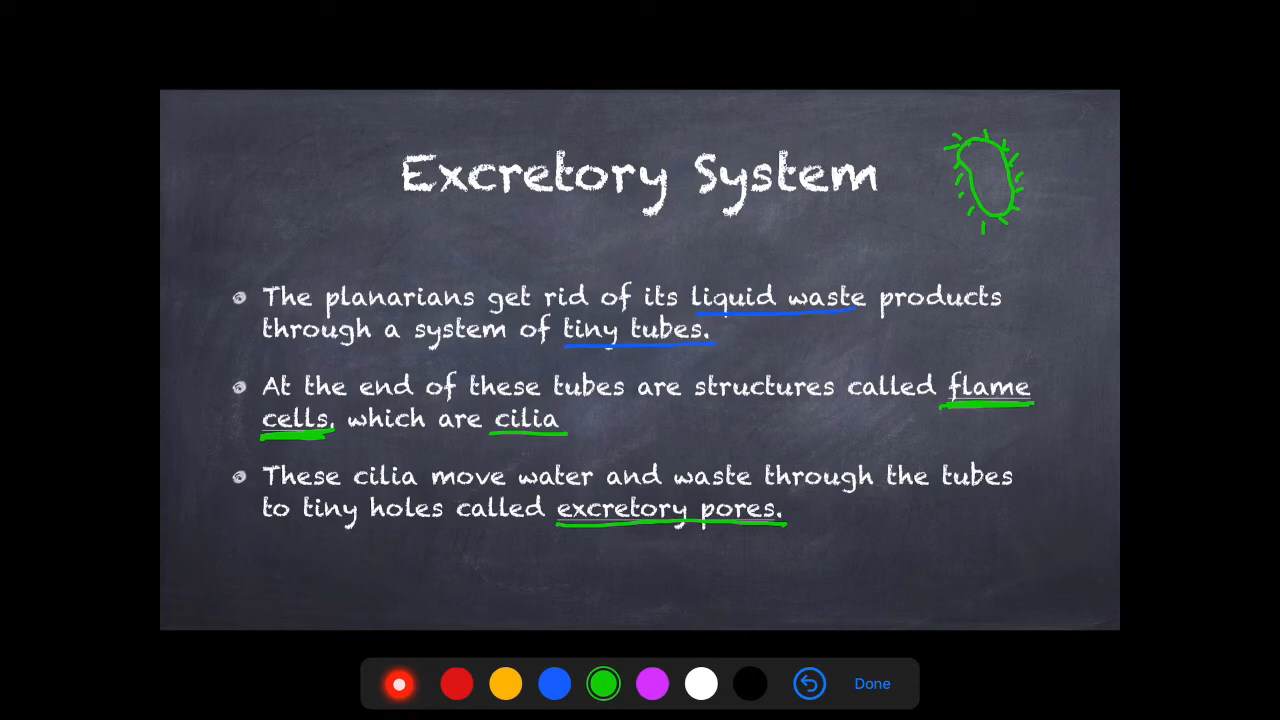 Excretory System
The planarians get rid of its liquid waste products
through a system of tiny tubes.
At the end of these tubes are structures called flame
cells, which are cilia
These cilia move water and waste through the tubes
to tiny holes called excretory pores.
Done